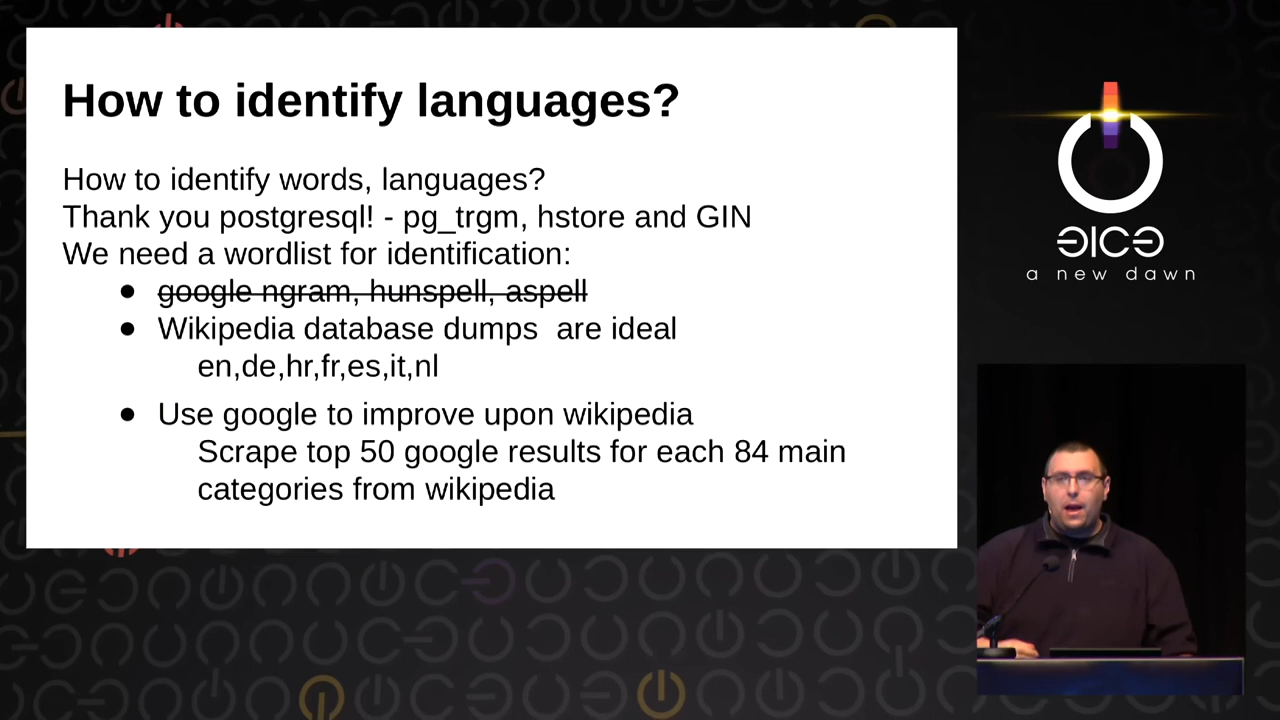 How to identify languages?
How to identify words, languages?
Thank you postgresql! - pg_trgm, hstore and GIN
We need a wordlist for identification:
● google ngram, hunspell, aspell
● Wikipedia database dumps are ideal
en,de,hr,fr,es,it,nl
● Use google to improve upon wikipedia
Scrape top 50 google results for each 84 main
categories from wikipedia
a new dawn